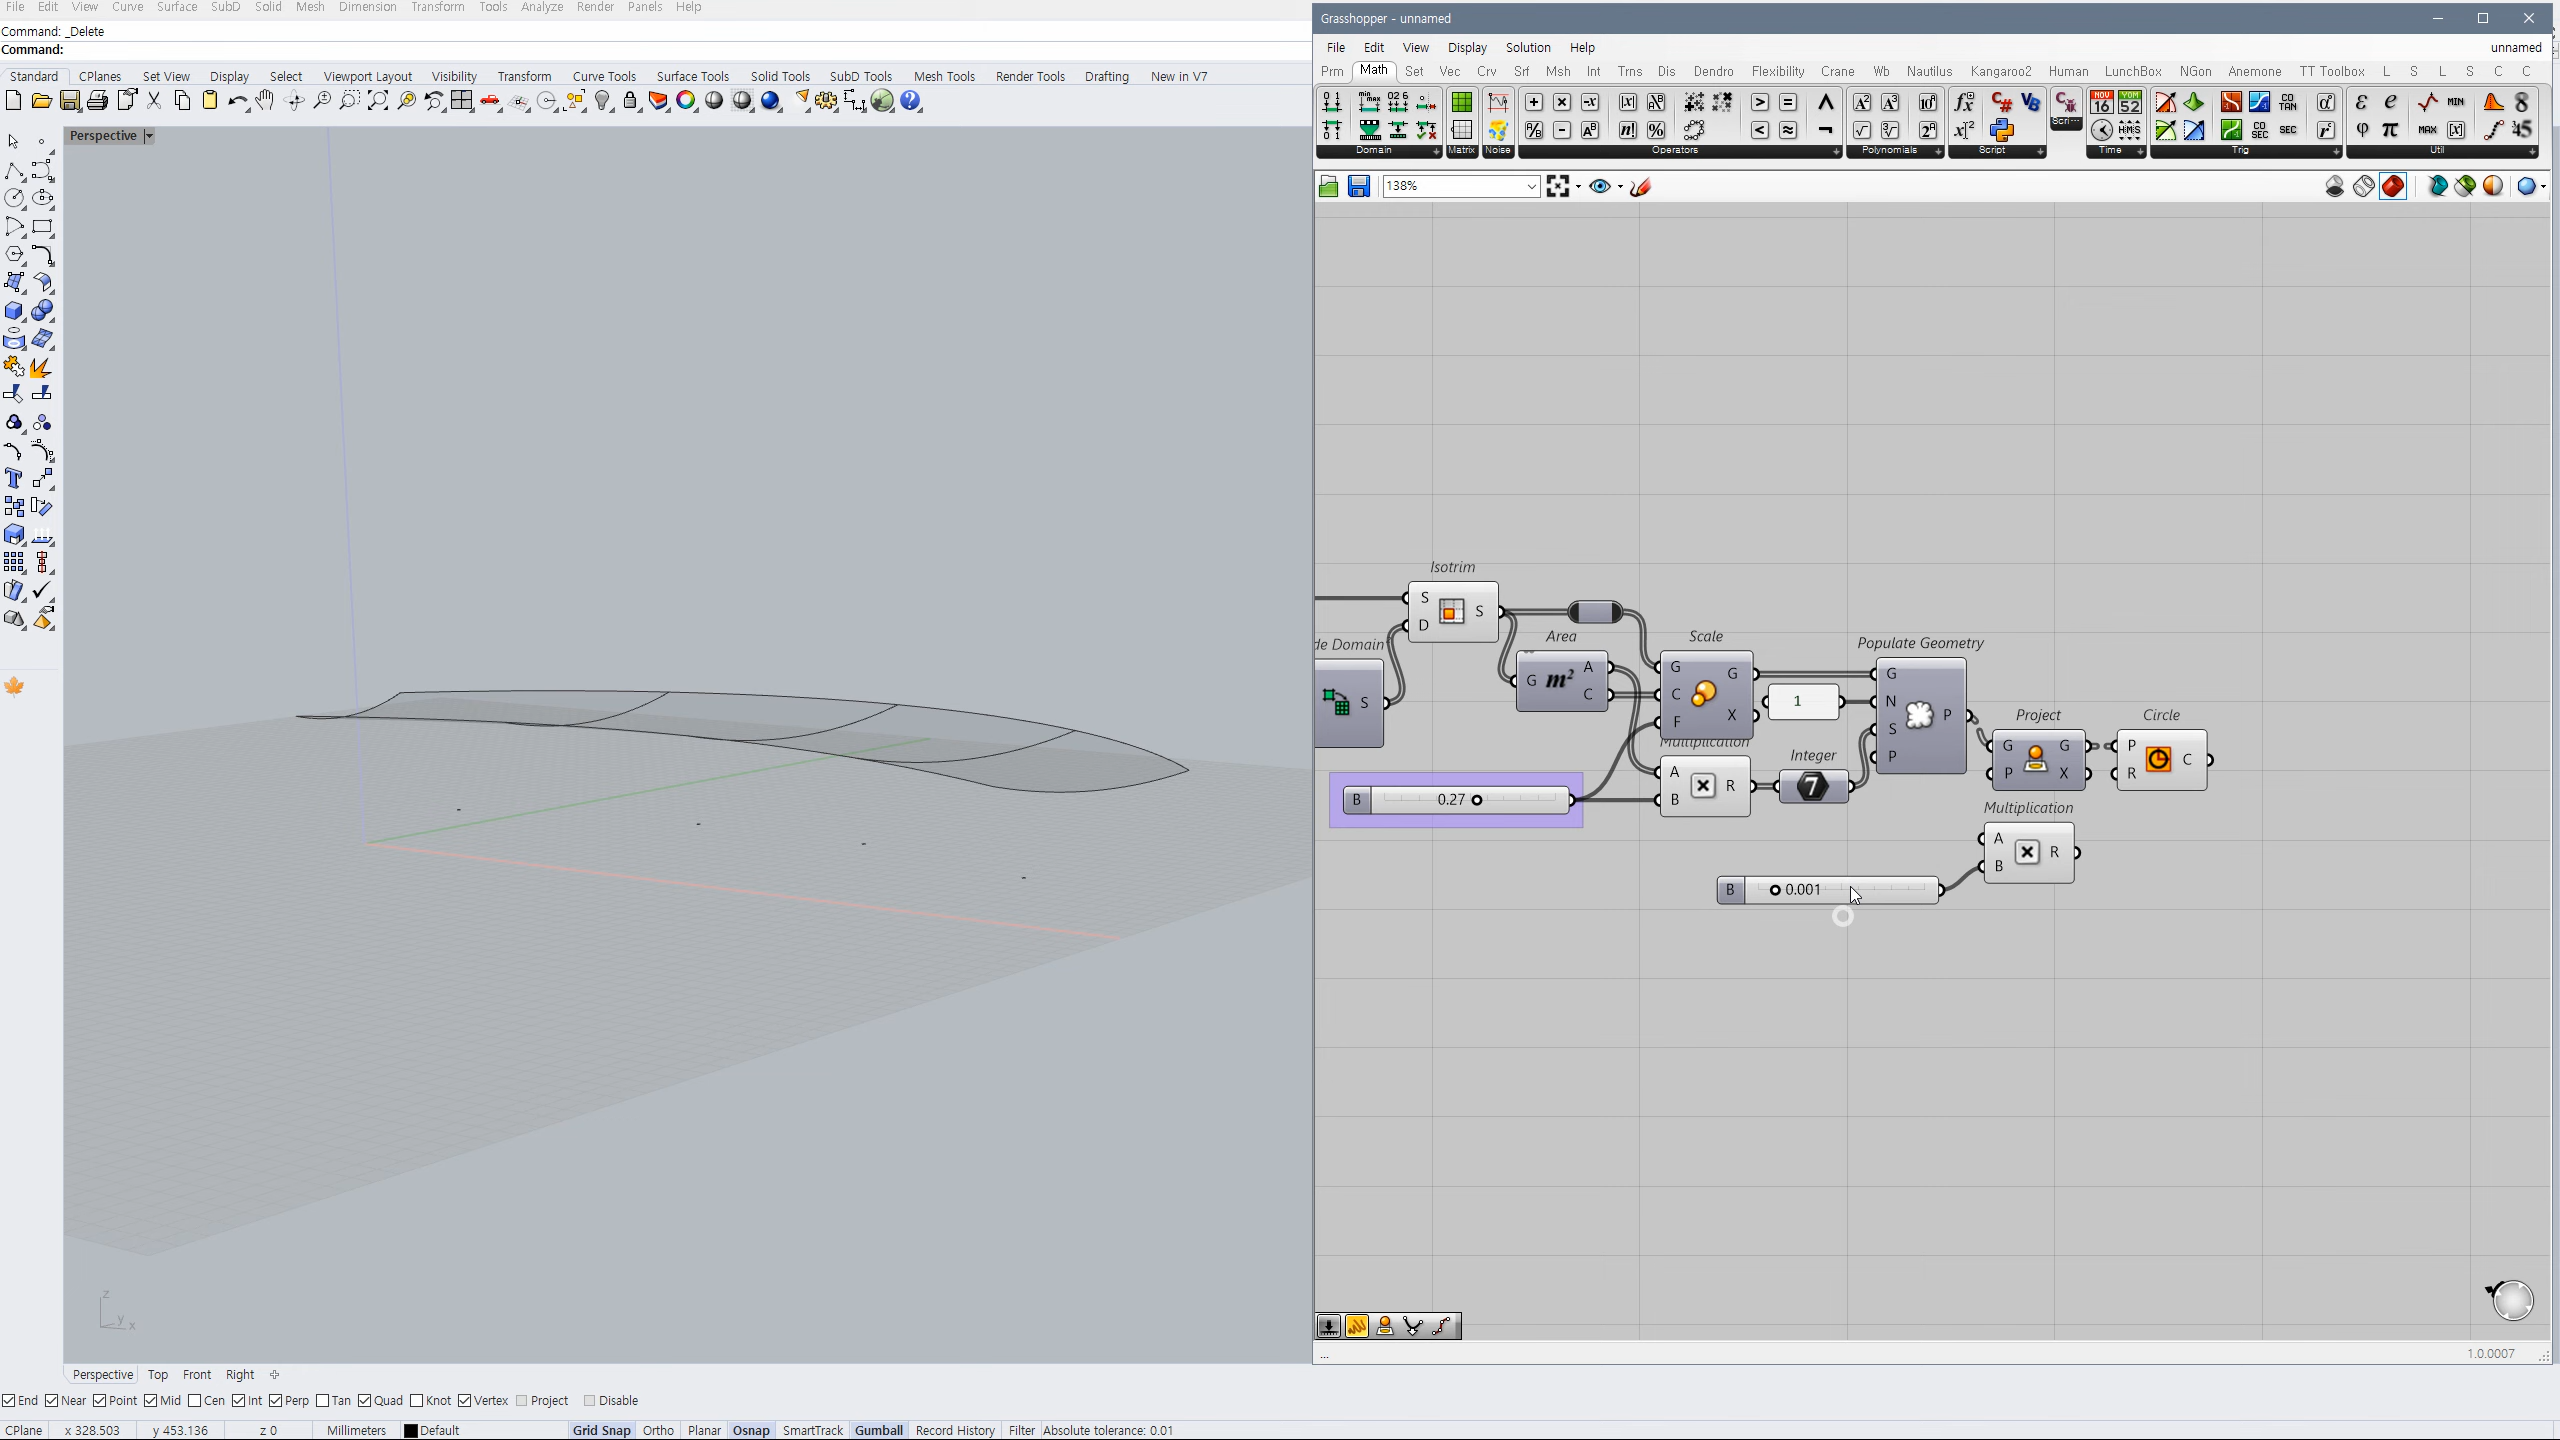 File Edit View Curve Surface SubD Solid Mesh Dimension Transform Tools Analyze Render Panels Help
Command: _Delete
Command:
Standard CPlanes Set View Display Select Viewport Layout Visibility Transform Curve Tools Surface Tools Solid Tools SubD Tools Mesh Tools Render Tools Drafting New in V7
Perspective
z
y x
Perspective Top Front Right
End Near Point Mid Cen Int Perp Tan Quad Knot Vertex Project Disable
CPlane x 328.503 y 453.136 z 0 Millimeters Default Grid Snap Ortho Planar Osnap SmartTrack Gumball Record History Filter Absolute tolerance: 0.01
Grasshopper - unnamed
File Edit View Display Solution Help unnamed
Prm Math Set Vec Crv Srf Msh Int Trns Dis Dendro Flexibility Crane Wb Nautilus Kangaroo2 Human LunchBox NGon Anemone TT Toolbox L S L S C C
Domain Matrix Noise Operators Polynomials Script Scri··· Time Trig Util
138%
Isotrim
S D S
de Domain²
S
Area
G m² A C
Scale
G C F G X
Multiplication
A B R
B 0.27
1
Integer
7
Populate Geometry
G N S P P
Project
G P G X
Circle
P R C
Multiplication
A B R
B 0.001
...
1.0.0007